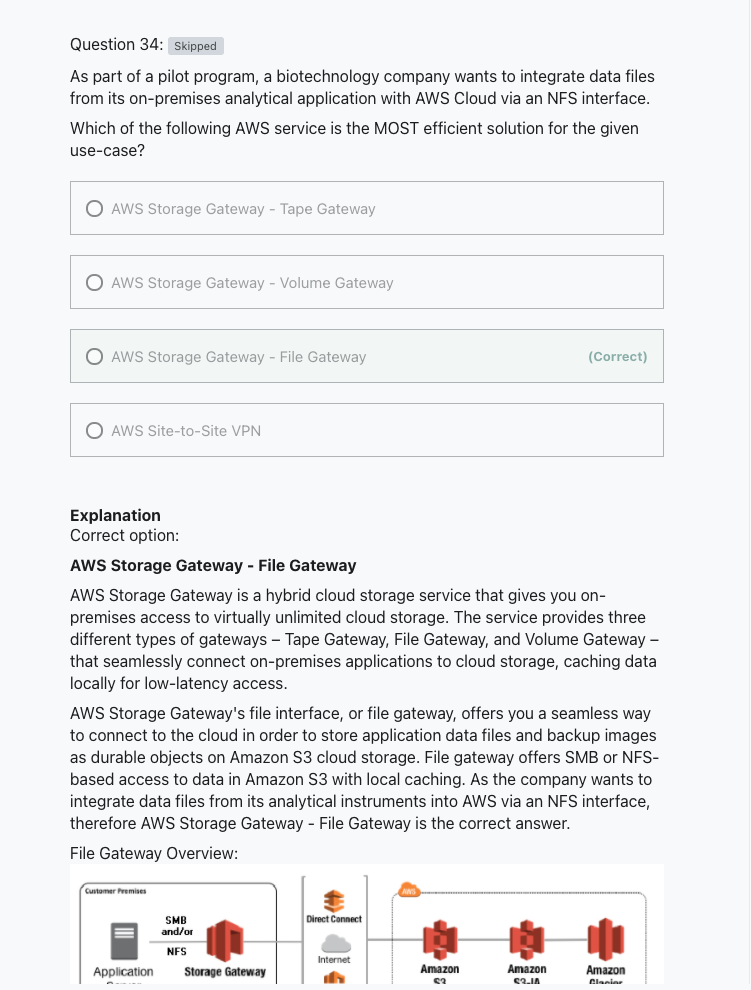 Question 34: Skipped
As part of a pilot program, a biotechnology company wants to integrate data files
from its on-premises analytical application with AWS Cloud via an NFS interface.
Which of the following AWS service is the MOST efficient solution for the given
use-case?
AWS Storage Gateway - Tape Gateway
AWS Storage Gateway - Volume Gateway
AWS Storage Gateway - File Gateway (Correct)
AWS Site-to-Site VPN
Explanation
Correct option:
AWS Storage Gateway - File Gateway
AWS Storage Gateway is a hybrid cloud storage service that gives you on-
premises access to virtually unlimited cloud storage. The service provides three
different types of gateways – Tape Gateway, File Gateway, and Volume Gateway –
that seamlessly connect on-premises applications to cloud storage, caching data
locally for low-latency access.
AWS Storage Gateway's file interface, or file gateway, offers you a seamless way
to connect to the cloud in order to store application data files and backup images
as durable objects on Amazon S3 cloud storage. File gateway offers SMB or NFS-
based access to data in Amazon S3 with local caching. As the company wants to
integrate data files from its analytical instruments into AWS via an NFS interface,
therefore AWS Storage Gateway - File Gateway is the correct answer.
File Gateway Overview:
Customer Premises
AWS
SMB
and/or
NFS
Direct Connect
Internet
Application
Storage Gateway
Amazon
S3
Amazon
S3-IA
Amazon
Glacier